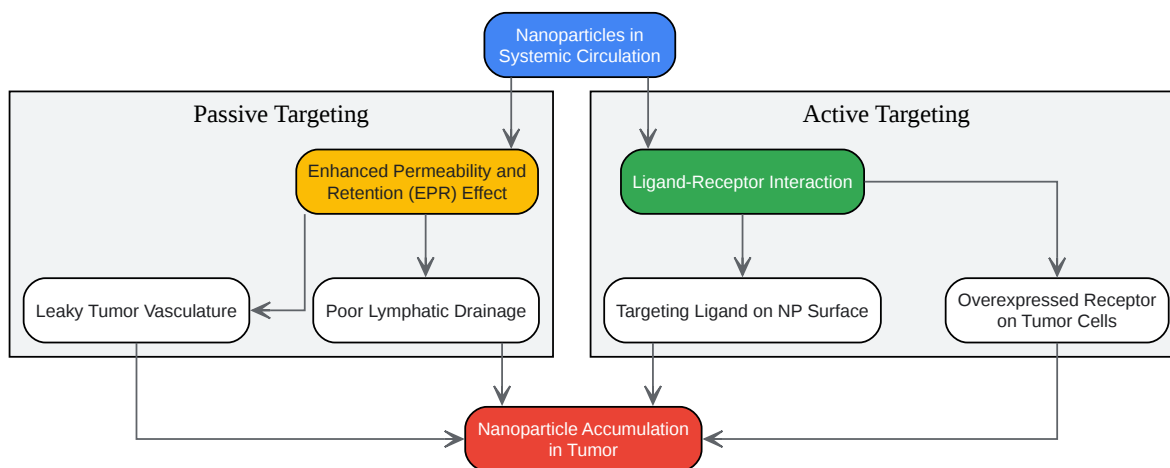 Nanoparticles in
Systemic Circulation
Passive Targeting
Active Targeting
Enhanced Permeability and
Retention (EPR) Effect
Ligand-Receptor Interaction
Leaky Tumor Vasculature
Poor Lymphatic Drainage
Targeting Ligand on NP Surface
Overexpressed Receptor
on Tumor Cells
Nanoparticle Accumulation
in Tumor